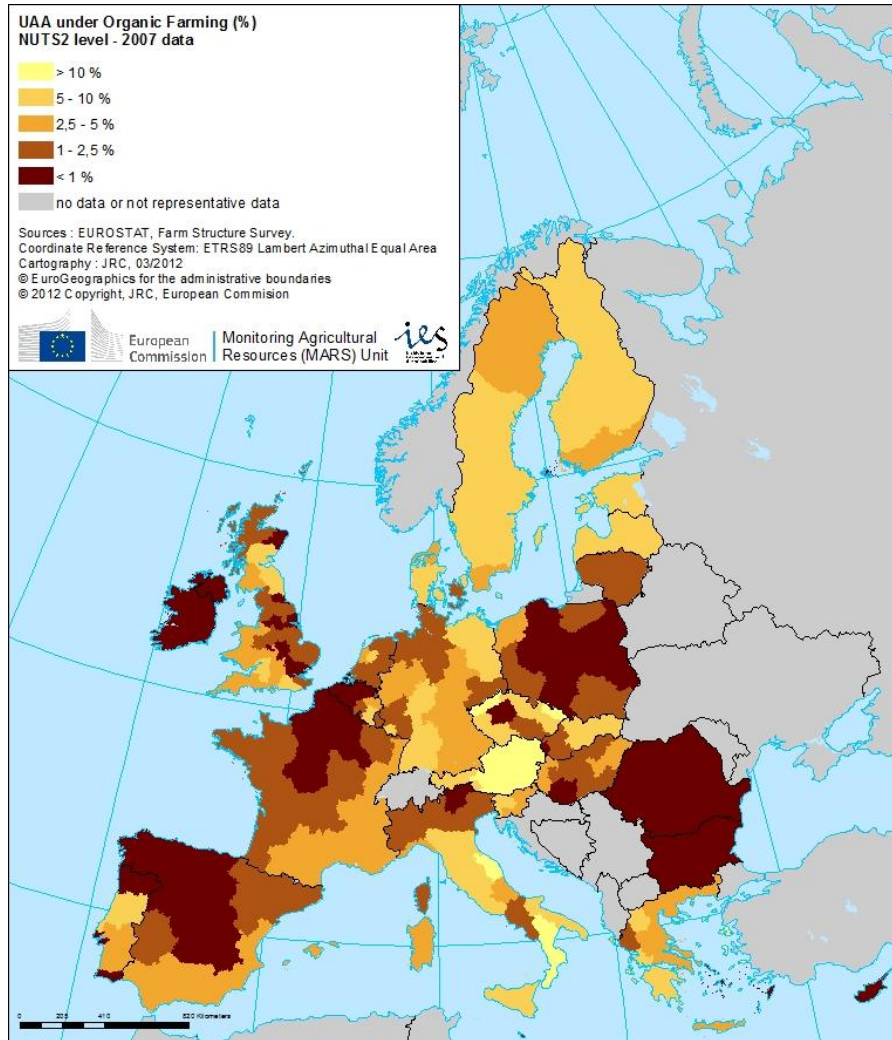 UAA under Organic Farming (%)
NUTS2 level - 2007 data
> 10 %
5 - 10 %
2,5 - 5 %
1 - 2,5 %
< 1 %
no data or not representative data
Sources : EUROSTAT, Farm Structure Survey.
Coordinate Reference System: ETRS89 Lambert Azimuthal Equal Area
Cartography : JRC, 03/2012
© EuroGeographics for the administrative boundaries
© 2012 Copyright, JRC, European Commision
European
Commission
Monitoring Agricultural
Resources (MARS) Unit
ies
0 205 410 820 Kilometers